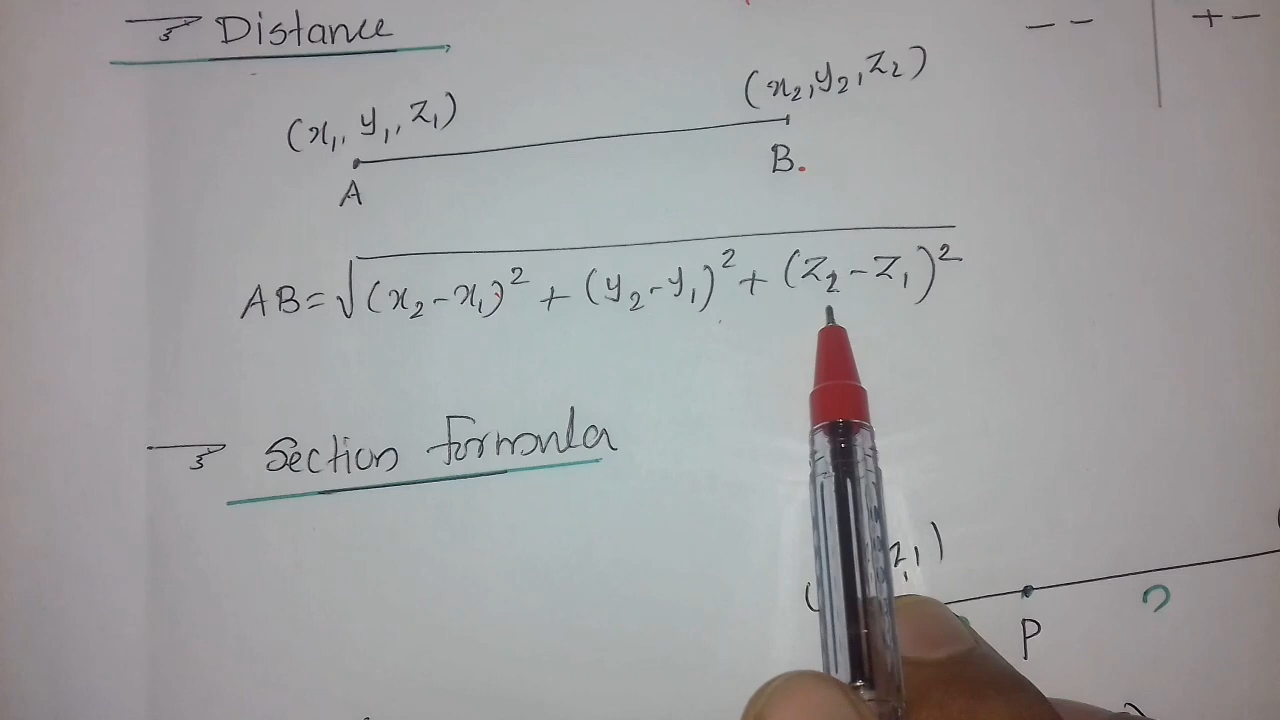 Distance
- -
+ -
(x₁, y₁, z₁)
(x₂, y₂, z₂)
A
B.
AB = √(x₂ - x₁)² + (y₂ - y₁)² + (z₂ - z₁)²
Section Formula
z₁)
P